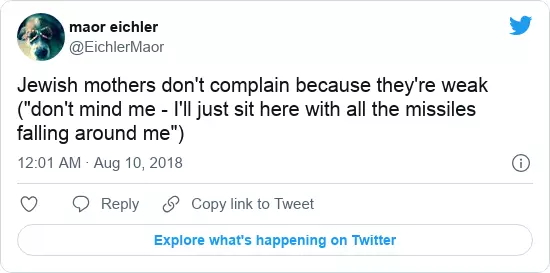 maor eichler
@EichlerMaor
Jewish mothers don't complain because they're weak
("don't mind me - I'll just sit here with all the missiles
falling around me")
12:01 AM · Aug 10, 2018
Reply
Copy link to Tweet
Explore what's happening on Twitter